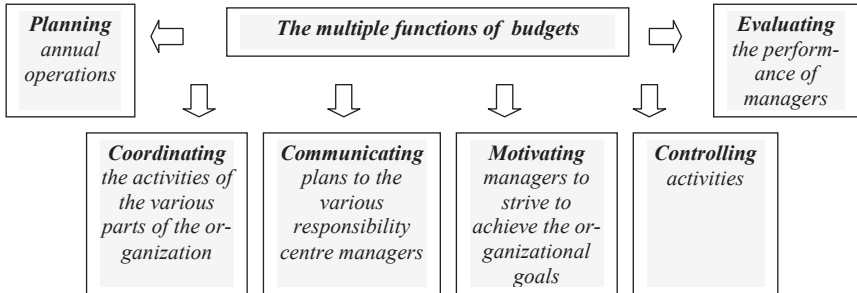 Planning
annual
operations
The multiple functions of budgets
Evaluating
the perform-
ance of
managers
Coordinating
the activities of
the various
parts of the or-
ganization
Communicating
plans to the
various
responsibility
centre managers
Motivating
managers to
strive to
achieve the or-
ganizational
goals
Controlling
activities